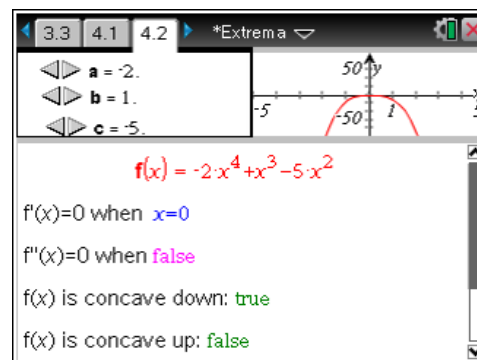 3.3 4.1 4.2 *Extrema
a = -2.
b = 1.
c = -5.
50 y
-5 -50 1
f(x) = -2·x⁴+x³-5·x²
f'(x)=0 when x=0
f''(x)=0 when false
f(x) is concave down: true
f(x) is concave up: false